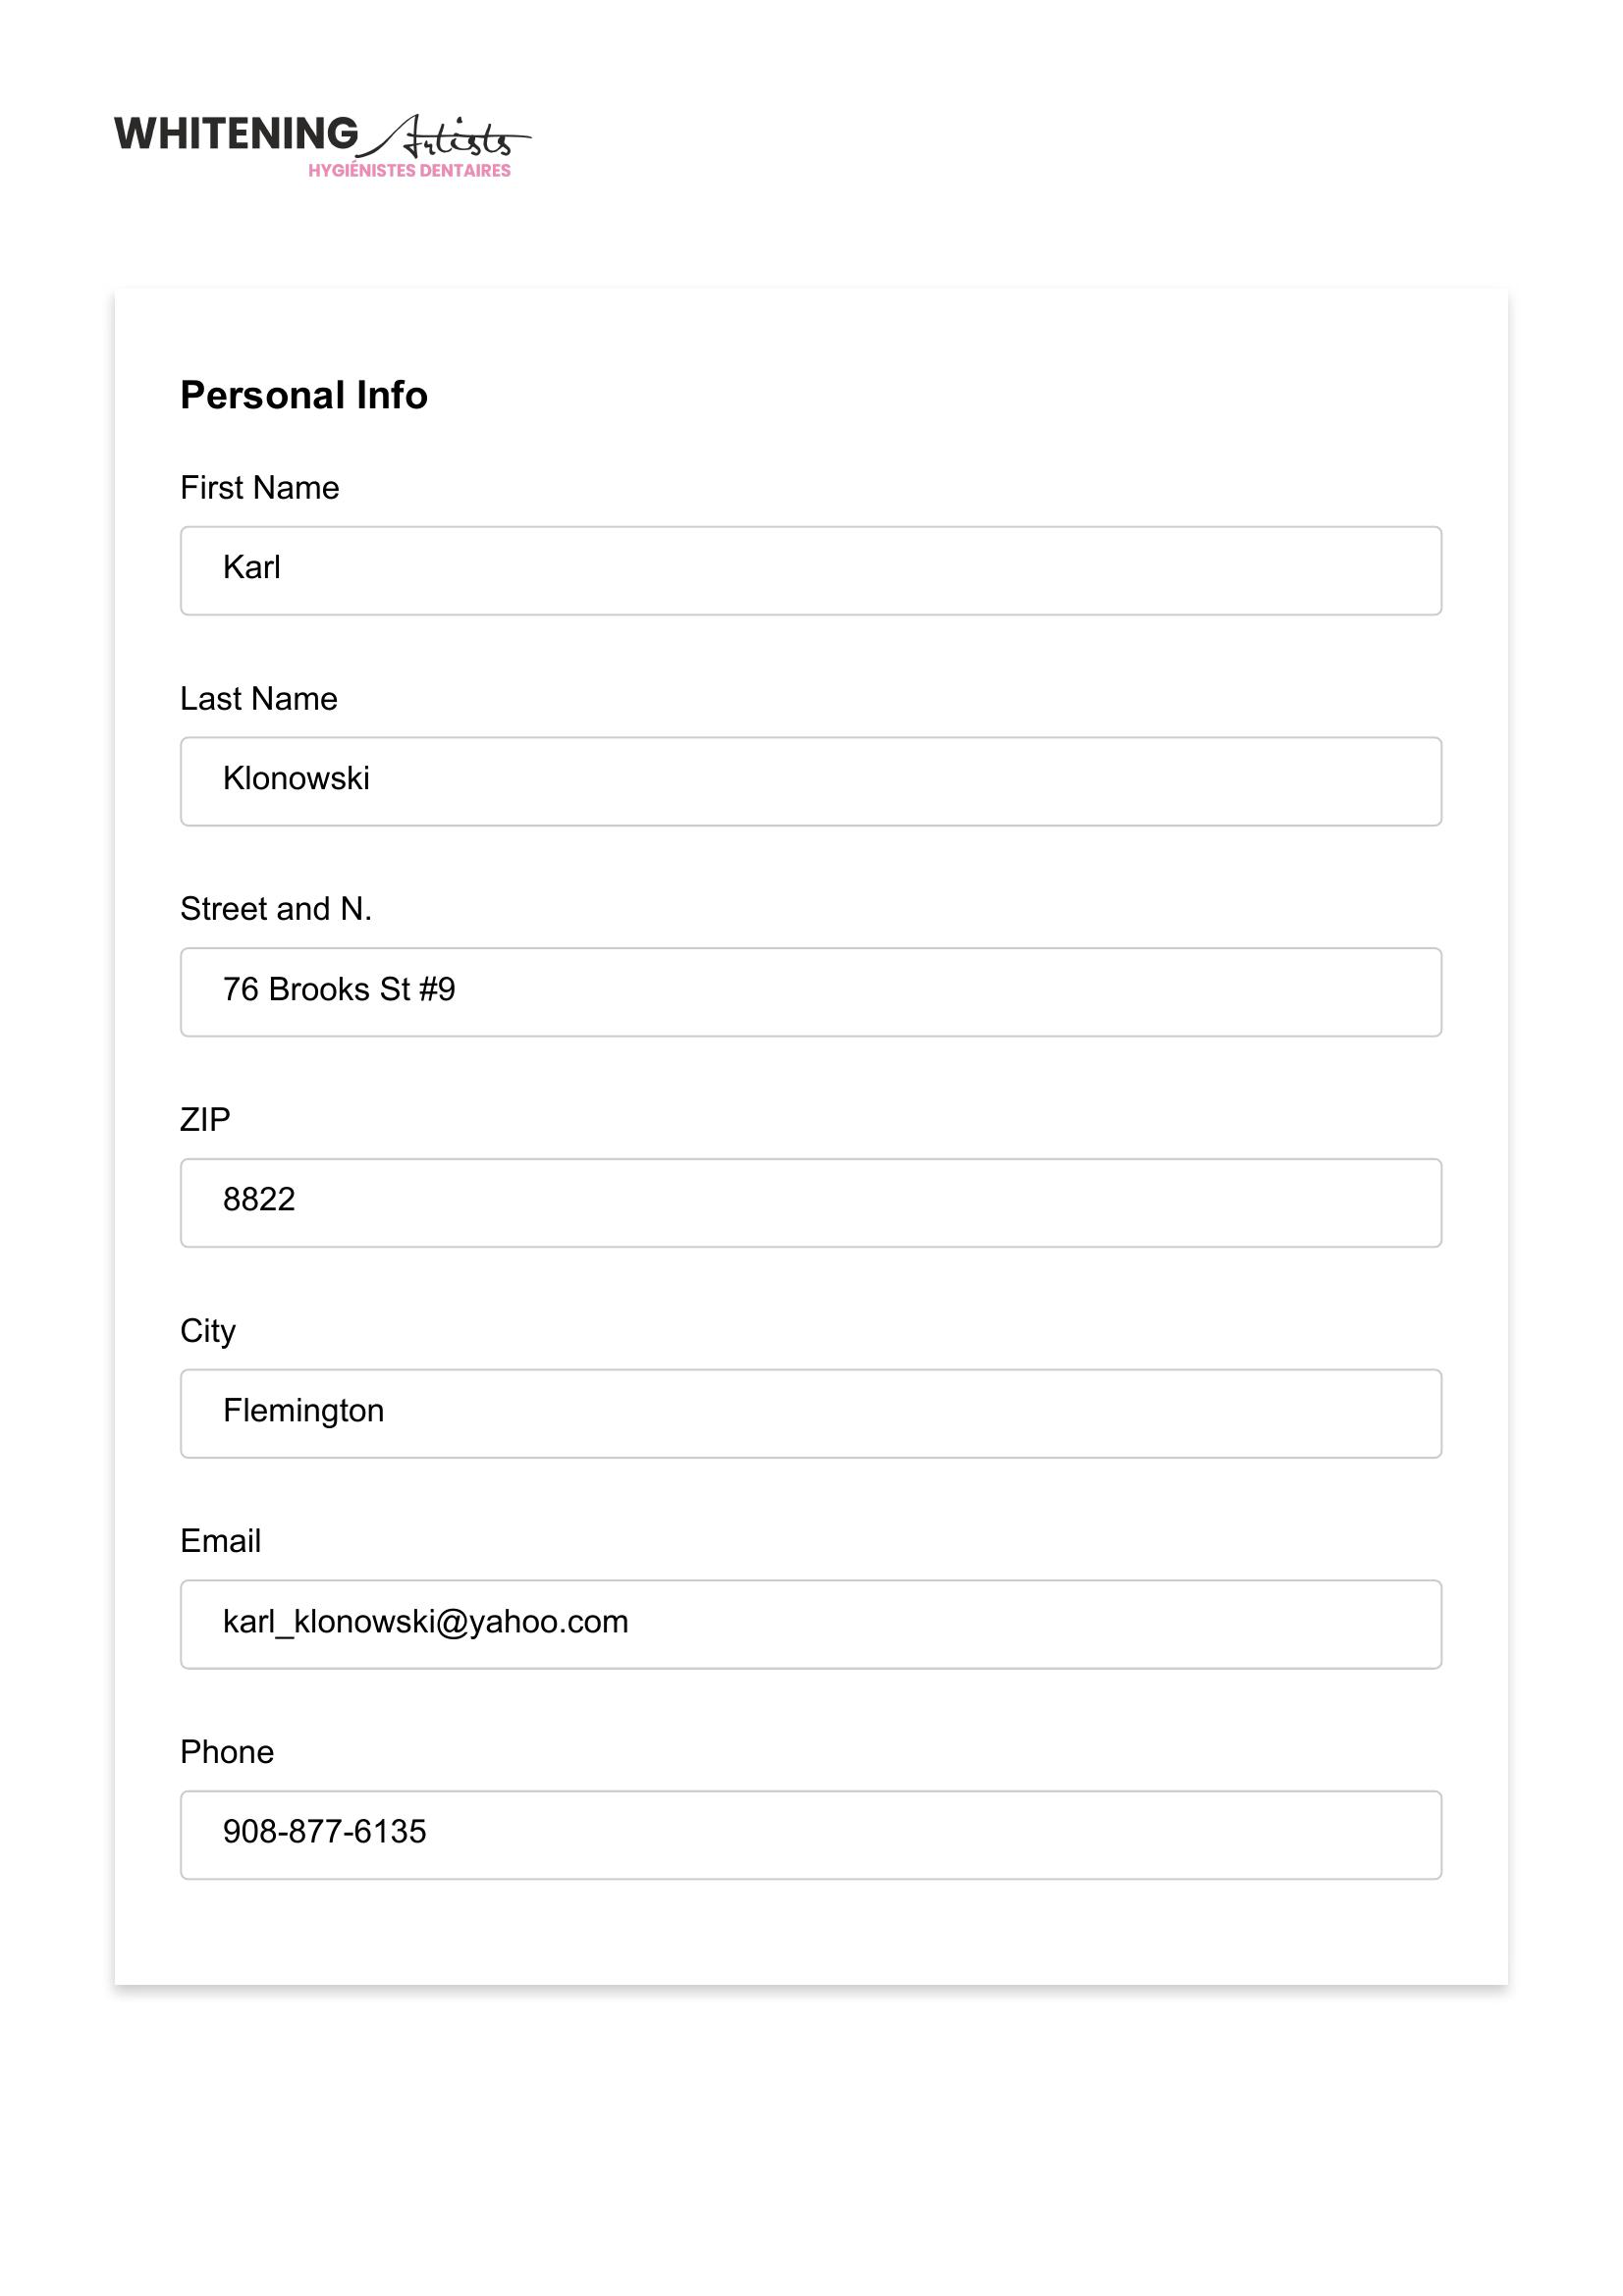 WHITENING Artists
HYGIÉNISTES DENTAIRES
Personal Info
First Name
Karl
Last Name
Klonowski
Street and N.
76 Brooks St #9
ZIP
8822
City
Flemington
Email
karl_klonowski@yahoo.com
Phone
908-877-6135